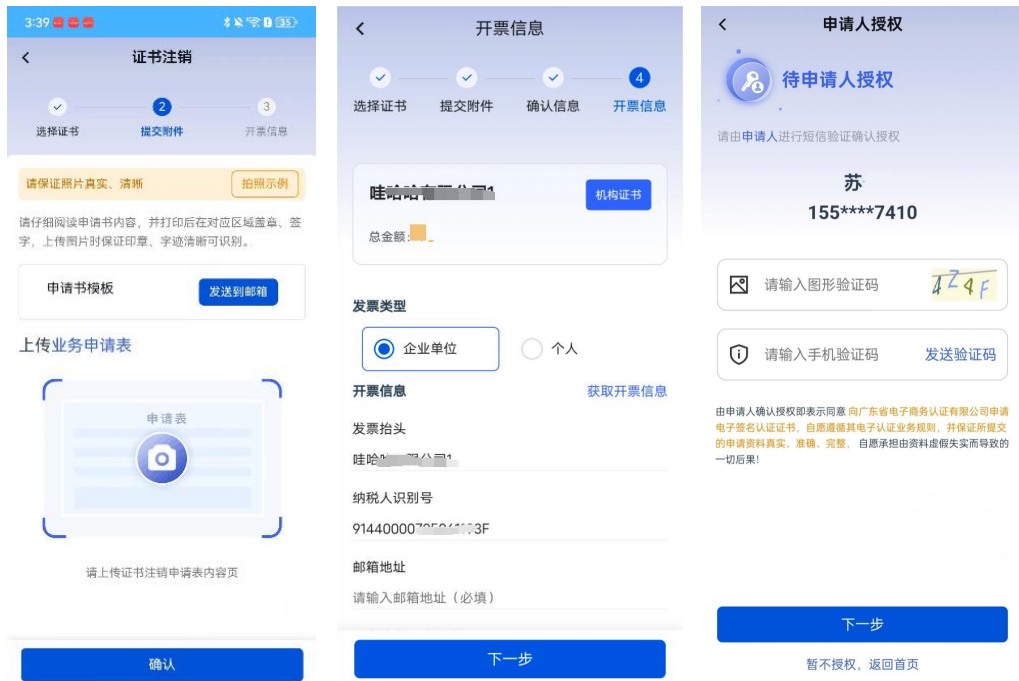 3:39
35
证书注销
2
3
选择证书
提交附件
开票信息
请保证照片真实、清晰
拍照示例
请仔细阅读申请书内容，并打印后在对应区域盖章、签
字，上传图片时保证印章、字迹清晰可识别。
申请书模板
发送到邮箱
上传业务申请表
申请表
请上传证书注销申请表内容页
确认
开票信息
4
选择证书
提交附件
确认信息
开票信息
机构证书
总金额:
发票类型
企业单位
个人
开票信息
获取开票信息
发票抬头
纳税人识别号
邮箱地址
请输入邮箱地址（必填）
下一步
申请人授权
待申请人授权
请由申请人进行短信验证确认授权
苏
155****7410
请输入图形验证码
4Z4F
请输入手机验证码
发送验证码
由申请人确认授权即表示同意 向广东省电子商务认证有限公司申请
电子签名认证证书，自愿遵循其电子认证业务规则，并保证所提交
的申请资料真实、准确、完整， 自愿承担由资料虚假失实而导致的
一切后果！
下一步
暂不授权，返回首页